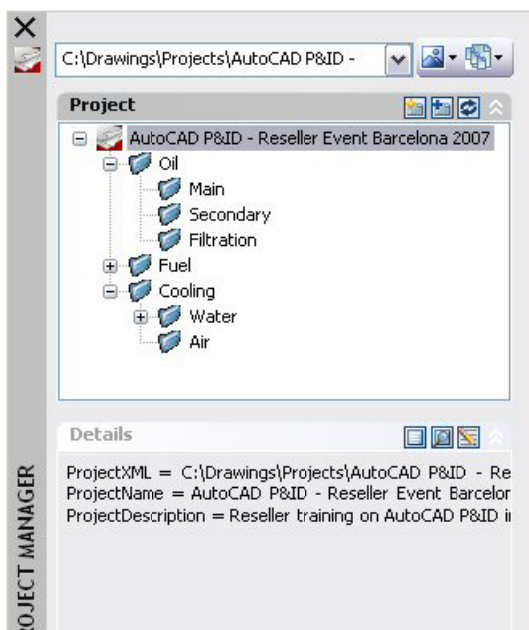 C:\Drawings\Projects\AutoCAD P&ID -
Project
AutoCAD P&ID - Reseller Event Barcelona 2007
Oil
Main
Secondary
Filtration
Fuel
Cooling
Water
Air
Details
ProjectXML = C:\Drawings\Projects\AutoCAD P&ID - Re
ProjectName = AutoCAD P&ID - Reseller Event Barcelor
ProjectDescription = Reseller training on AutoCAD P&ID i
ROJECT MANAGER